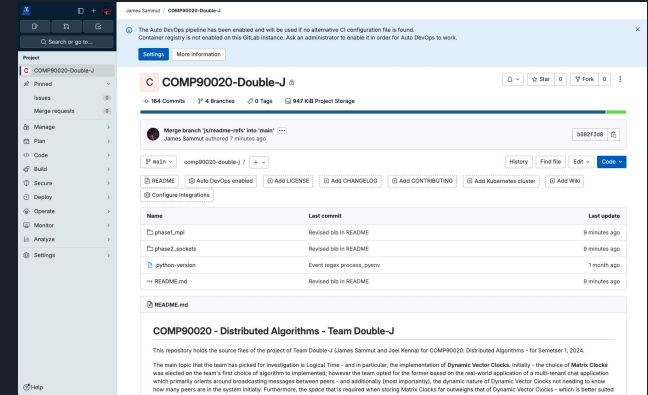 Search or go to...
Project
C COMP90020-Double-J
Pinned
Issues 0
Merge requests 0
Manage
Plan
Code
Build
Secure
Deploy
Operate
Monitor
Analyze
Settings
Help
James Sammut / COMP90020-Double-J
The Auto DevOps pipeline has been enabled and will be used if no alternative CI configuration file is found.
Container registry is not enabled on this GitLab instance. Ask an administrator to enable it in order for Auto DevOps to work.
Settings More information
C COMP90020-Double-J
Star 0 Fork 0
164 Commits 4 Branches 0 Tags 847 KiB Project Storage
Merge branch 'js/readme-refs' into 'main'
James Sammut authored 7 minutes ago
b082f3d8
main comp90020-double-j / +
History Find file Edit Code
README Auto DevOps enabled Add LICENSE Add CHANGELOG Add CONTRIBUTING Add Kubernetes cluster Add Wiki
Configure Integrations
Name Last commit Last update
phase1_mpi Revised bib in README 9 minutes ago
phase2_sockets Revised bib in README 9 minutes ago
.python-version Event regex process, pyenv 1 month ago
README.md Revised bib in README 9 minutes ago
README.md
COMP90020 - Distributed Algorithms - Team Double-J
This repository holds the source files of the project of Team Double-J (James Sammut and Joel Kenna) for COMP90020: Distributed Algorithms - for Semetser 1, 2024.
The main topic that the team has picked for investigation is Logical Time - and in particular, the implementation of Dynamic Vector Clocks. Initially - the choice of Matrix Clocks
was elected on the team's first choice of algorithm to implemented; however the team opted for the former based on the real-world application of a multi-tenant chat application
which primarily orients around broadcasting messages between peers - and additionally (most importantly), the dynamic nature of Dynamic Vector Clocks not needing to know
how many peers are in the system initially. Furthermore, the space that is required when storing Matrix Clocks far outweighs that of Dynamic Vector Clocks - which is better suited